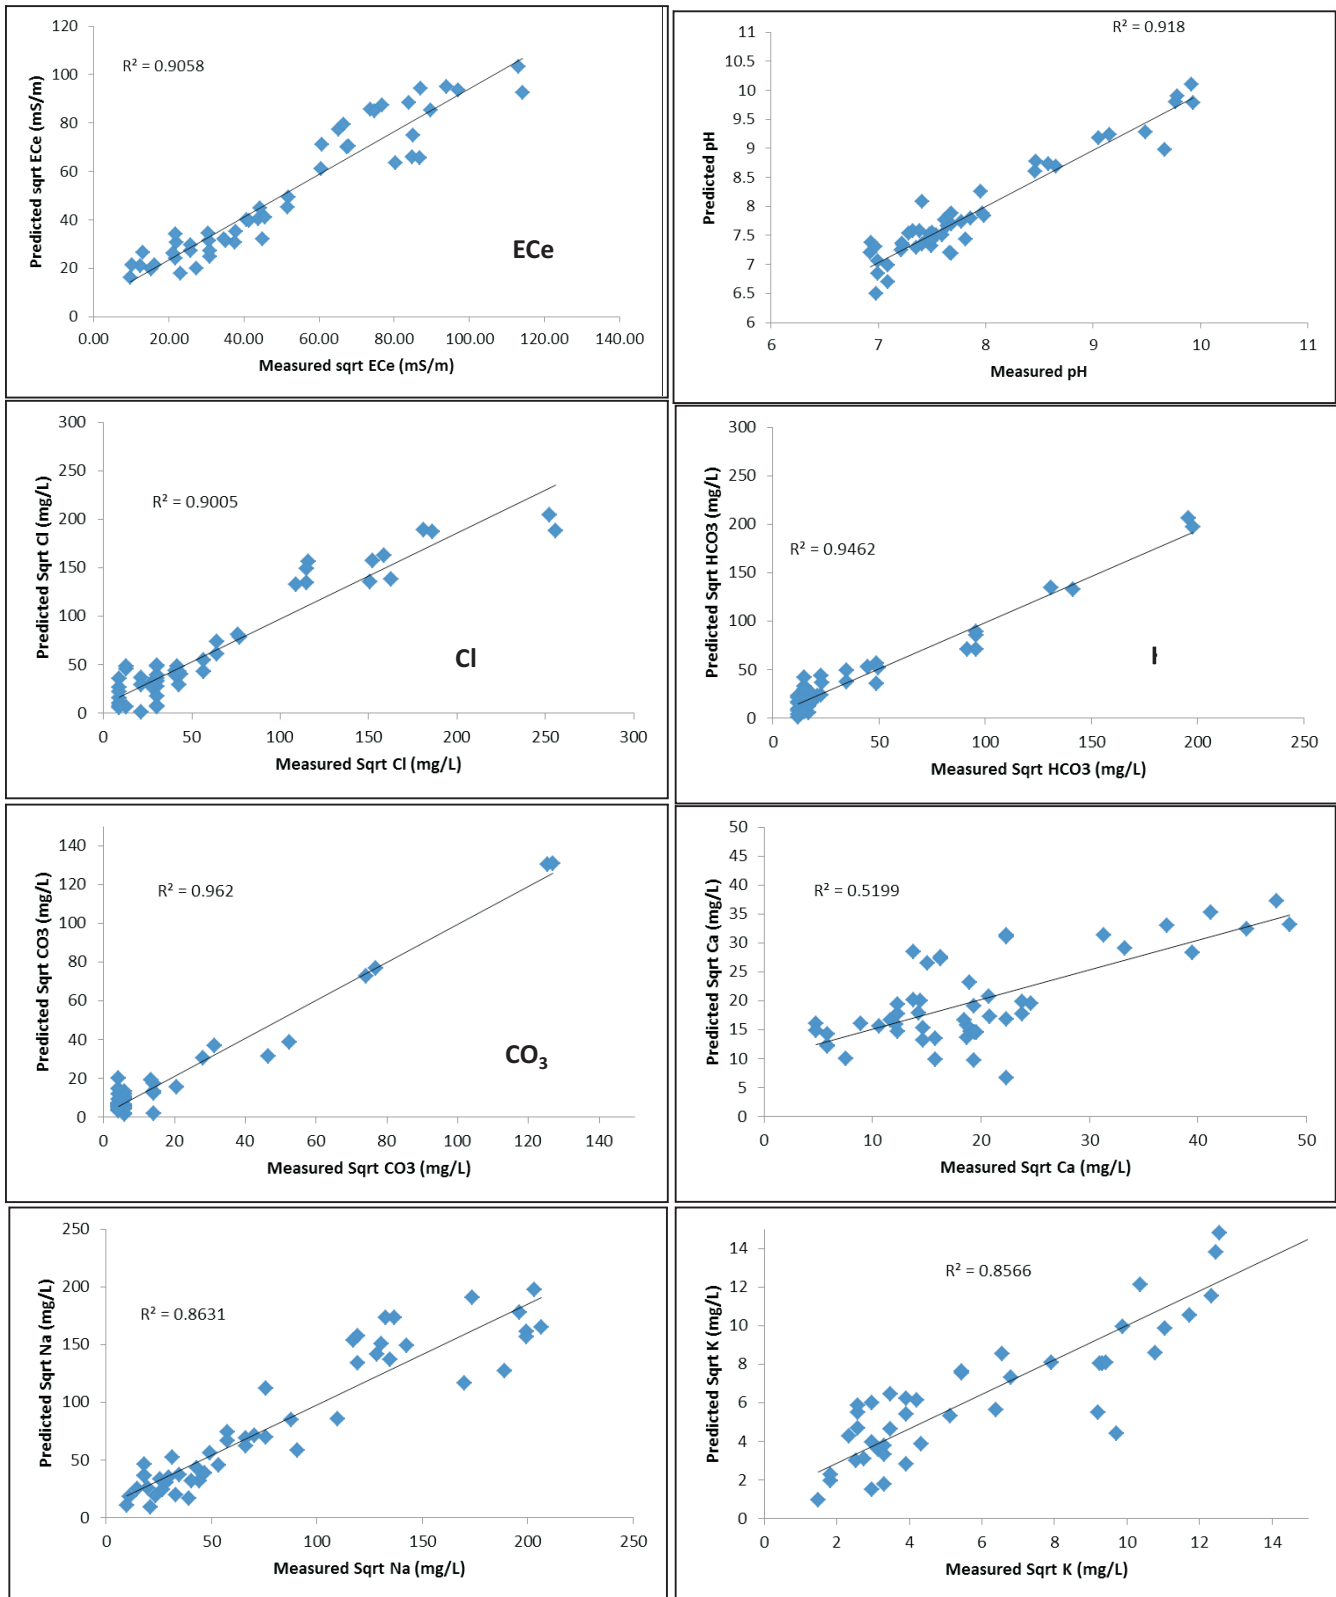 120
100
80
60
40
20
0
0.00 20.00 40.00 60.00 80.00 100.00 120.00 140.00
Predicted sqrt ECe (mS/m)
Measured sqrt ECe (mS/m)
R² = 0.9058
ECe
11
10.5
10
9.5
9
8.5
8
7.5
7
6.5
6
6 7 8 9 10 11
Predicted pH
Measured pH
R² = 0.918
300
250
200
150
100
50
0
0 50 100 150 200 250 300
Predicted Sqrt Cl (mg/L)
Measured Sqrt Cl (mg/L)
R² = 0.9005
Cl
300
250
200
150
100
50
0
0 50 100 150 200 250
Predicted Sqrt HCO3 (mg/L)
Measured Sqrt HCO3 (mg/L)
R² = 0.9462
140
120
100
80
60
40
20
0
0 20 40 60 80 100 120 140
Predicted Sqrt CO3 (mg/L)
Measured Sqrt CO3 (mg/L)
R² = 0.962
CO₃
50
45
40
35
30
25
20
15
10
5
0
0 10 20 30 40 50
Predicted Sqrt Ca (mg/L)
Measured Sqrt Ca (mg/L)
R² = 0.5199
250
200
150
100
50
0
0 50 100 150 200 250
Predicted Sqrt Na (mg/L)
Measured Sqrt Na (mg/L)
R² = 0.8631
14
12
10
8
6
4
2
0
0 2 4 6 8 10 12 14
Predicted Sqrt K (mg/L)
Measured Sqrt K (mg/L)
R² = 0.8566